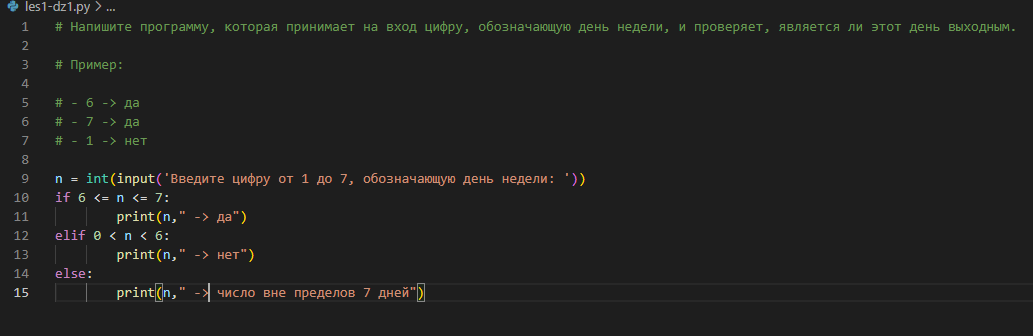 les1-dz1.py > ...
1 # Напишите программу, которая принимает на вход цифру, обозначающую день недели, и проверяет, является ли этот день выходным.
2
3 # Пример:
4
5 # - 6 -> да
6 # - 7 -> да
7 # - 1 -> нет
8
9 n = int(input('Введите цифру от 1 до 7, обозначающую день недели: '))
10 if 6 <= n <= 7:
11 print(n," -> да")
12 elif 0 < n < 6:
13 print(n," -> нет")
14 else:
15 print(n," -> число вне пределов 7 дней")